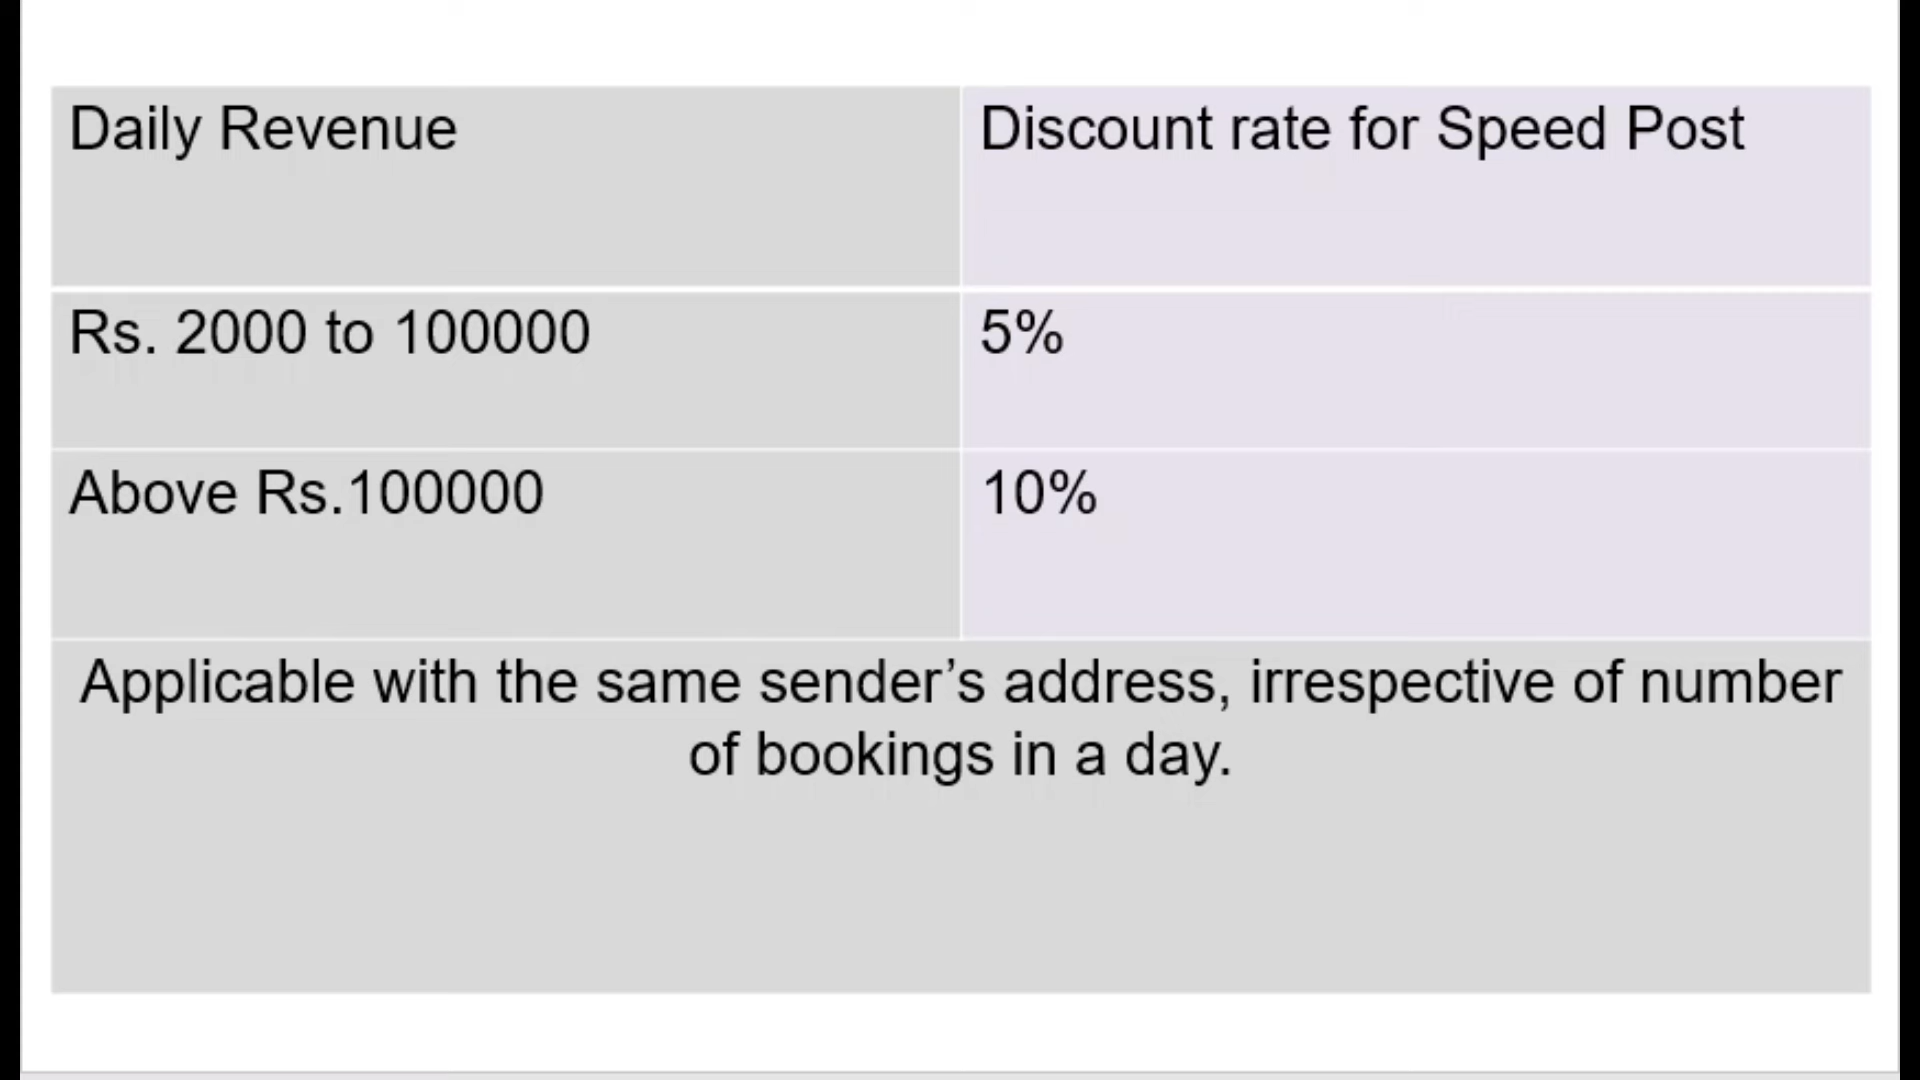 Daily Revenue
Discount rate for Speed Post
Rs. 2000 to 100000
5%
Above Rs.100000
10%
Applicable with the same sender’s address, irrespective of number
of bookings in a day.